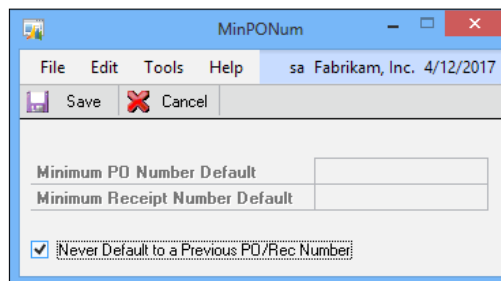 MinPONum
File Edit Tools Help sa Fabrikam, Inc. 4/12/2017
Save Cancel
Minimum PO Number Default
Minimum Receipt Number Default
Never Default to a Previous PO/Rec Number